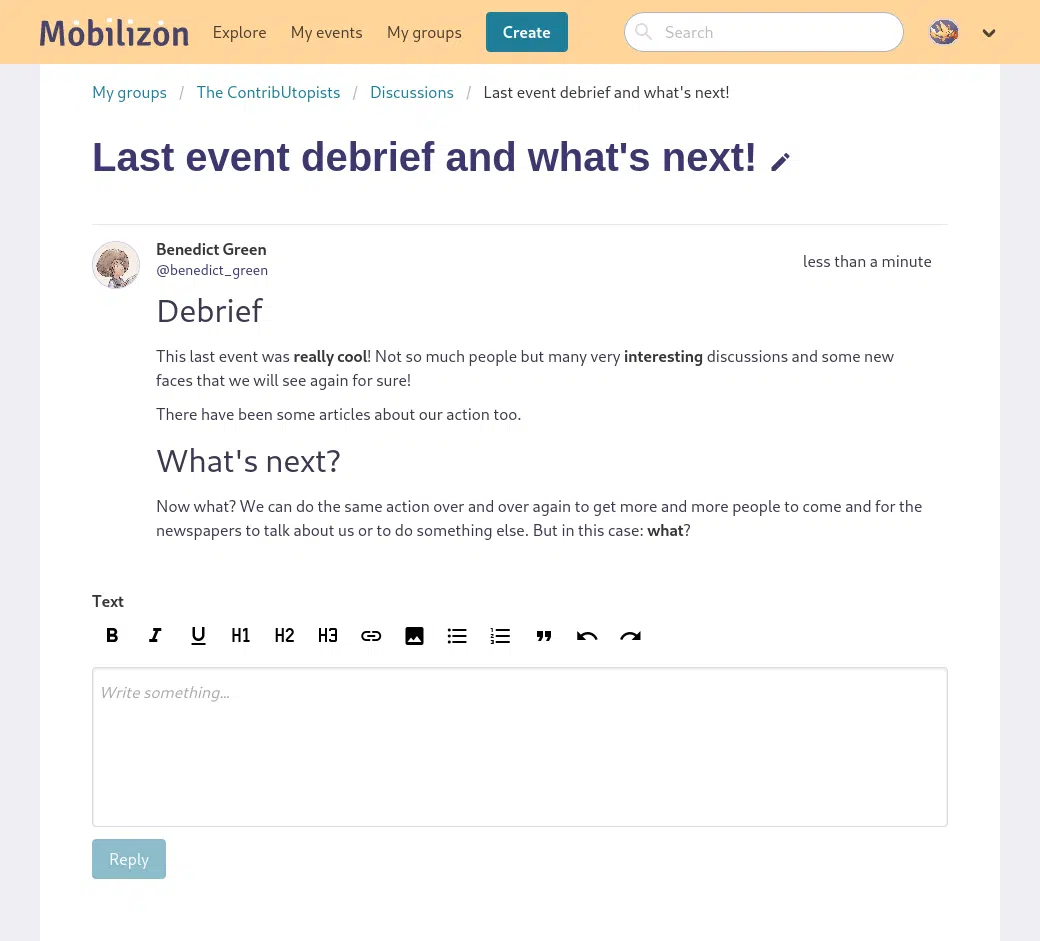 Mobilizon Explore My events My groups Create Search
My groups / The ContribUtopists / Discussions / Last event debrief and what's next!
Last event debrief and what's next!
Benedict Green
@benedict_green
less than a minute
Debrief
This last event was really cool! Not so much people but many very interesting discussions and some new
faces that we will see again for sure!
There have been some articles about our action too.
What's next?
Now what? We can do the same action over and over again to get more and more people to come and for the
newspapers to talk about us or to do something else. But in this case: what?
Text
B I U H1 H2 H3
Write something...
Reply